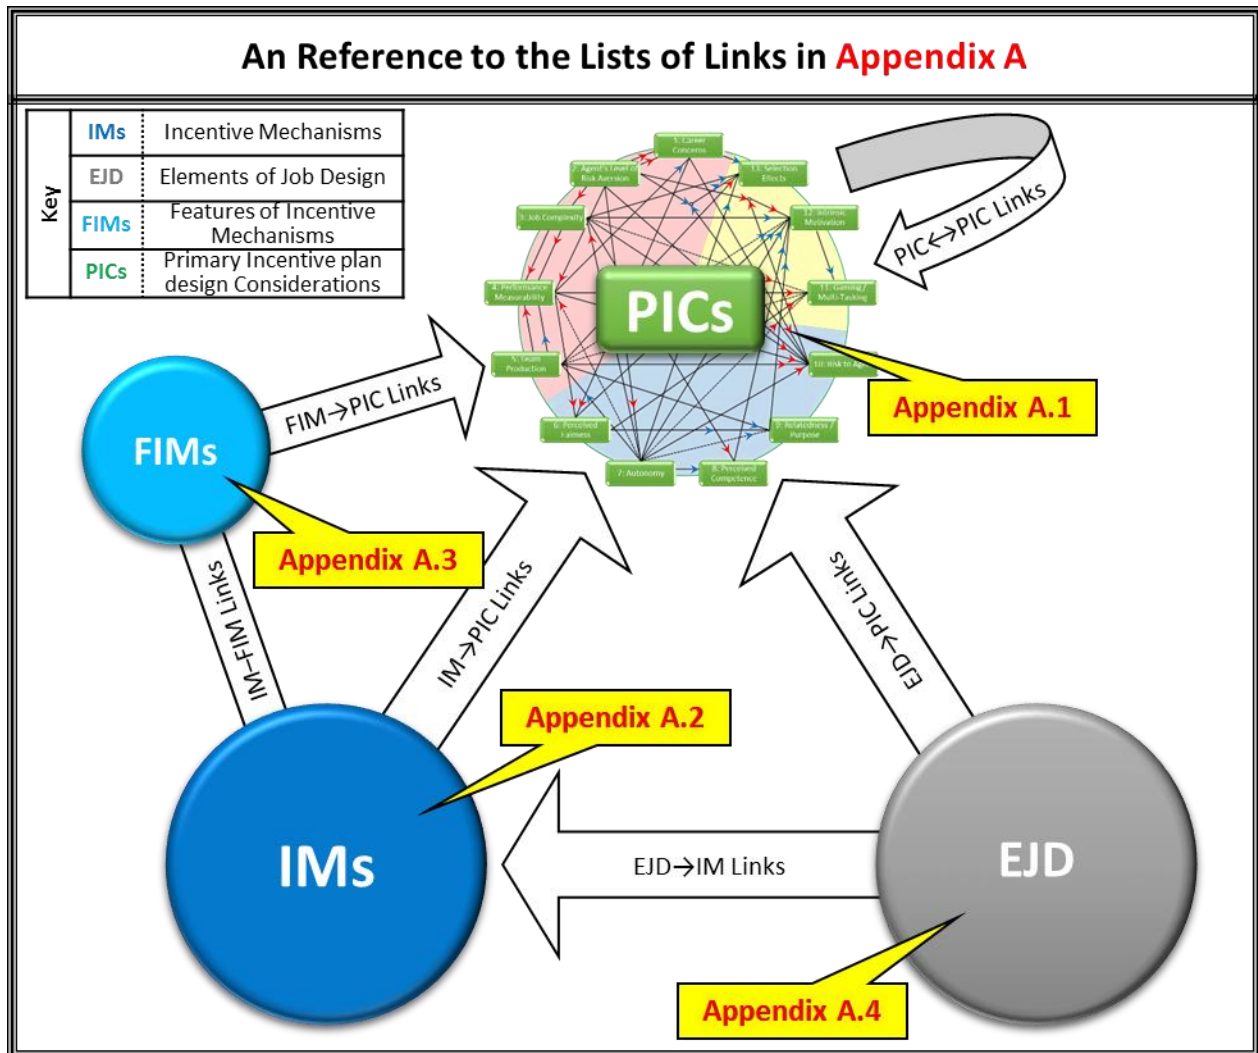 An Reference to the Lists of Links in Appendix A
Key
IMs
Incentive Mechanisms
EJD
Elements of Job Design
FIMs
Features of Incentive
Mechanisms
PICs
Primary Incentive plan
design Considerations
1: Career
Concerns
2: Agent's Level of
Risk Aversion
3: Job Complexity
4: Performance
Measurability
5: Team
Production
6: Perceived
Fairness
7: Autonomy
8: Perceived
Competence
9: Relatedness /
Purpose
10: Risk to
11: Gaming /
Multi-Tasking
12: Intrinsic
Motivation
13: Selection
Effects
PICs
PIC↔PIC Links
Appendix A.1
FIM→PIC Links
FIMs
Appendix A.3
IM–FIM Links
IM→PIC Links
EJD→PIC Links
Appendix A.2
IMs
EJD→IM Links
EJD
Appendix A.4